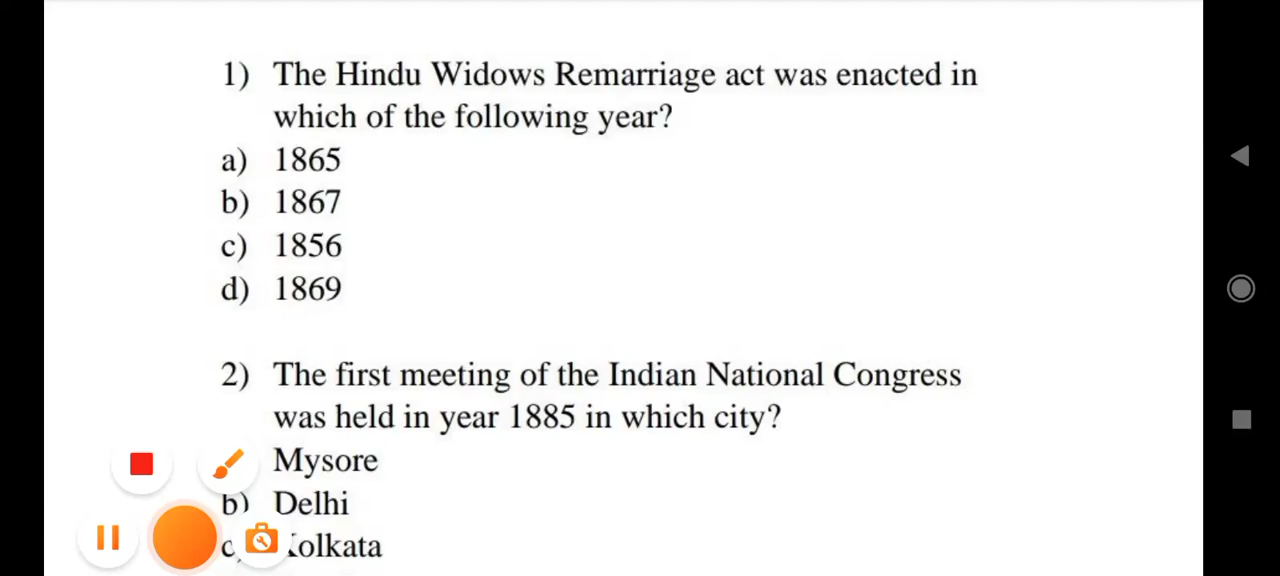 1) The Hindu Widows Remarriage act was enacted in
which of the following year?
a) 1865
b) 1867
c) 1856
d) 1869
2) The first meeting of the Indian National Congress
was held in year 1885 in which city?
Mysore
b) Delhi
c) Kolkata